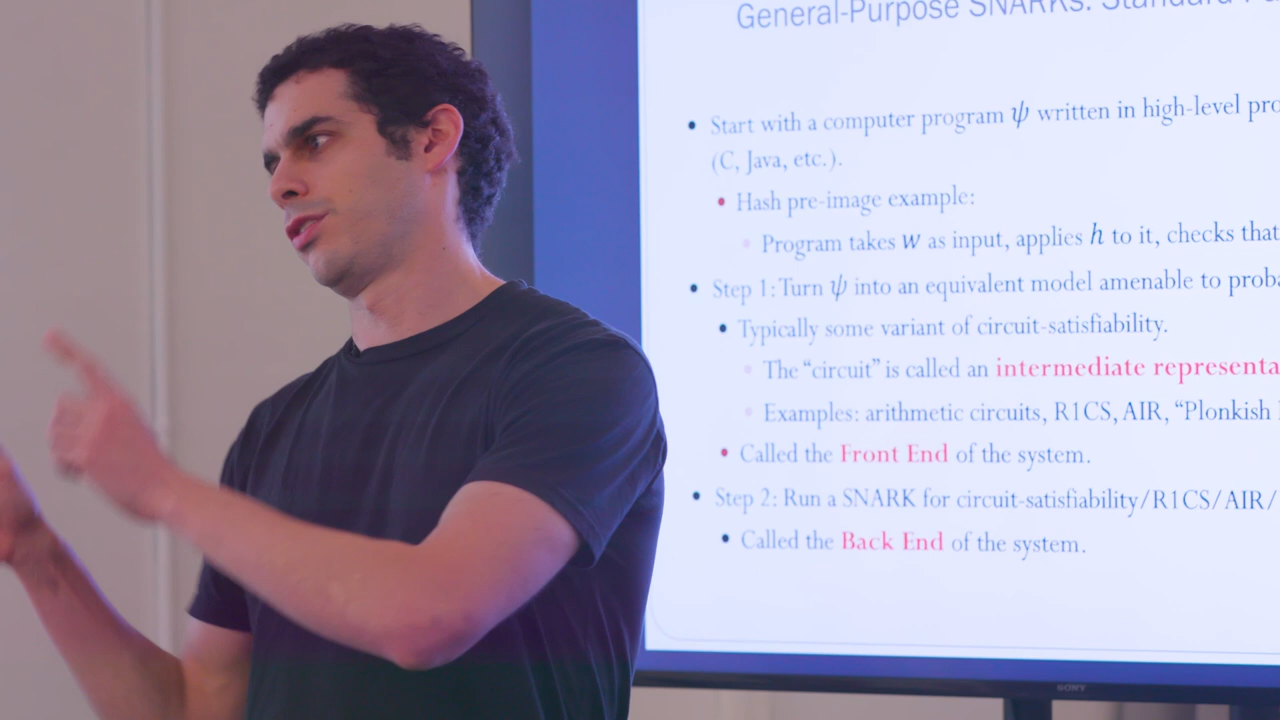 General-Purpose SNARKs: Standard
• Start with a computer program ψ written in high-level
(C, Java, etc.).
• Hash pre-image example:
• Program takes w as input, applies h to it, checks that
• Step 1: Turn ψ into an equivalent model amenable to
• Typically some variant of circuit-satisfiability.
• The “circuit” is called an intermediate
• Examples: arithmetic circuits, R1CS, AIR, “Plonkish
• Called the Front End of the system.
• Step 2: Run a SNARK for circuit-satisfiability/R1CS/AIR/
• Called the Back End of the system.
SONY